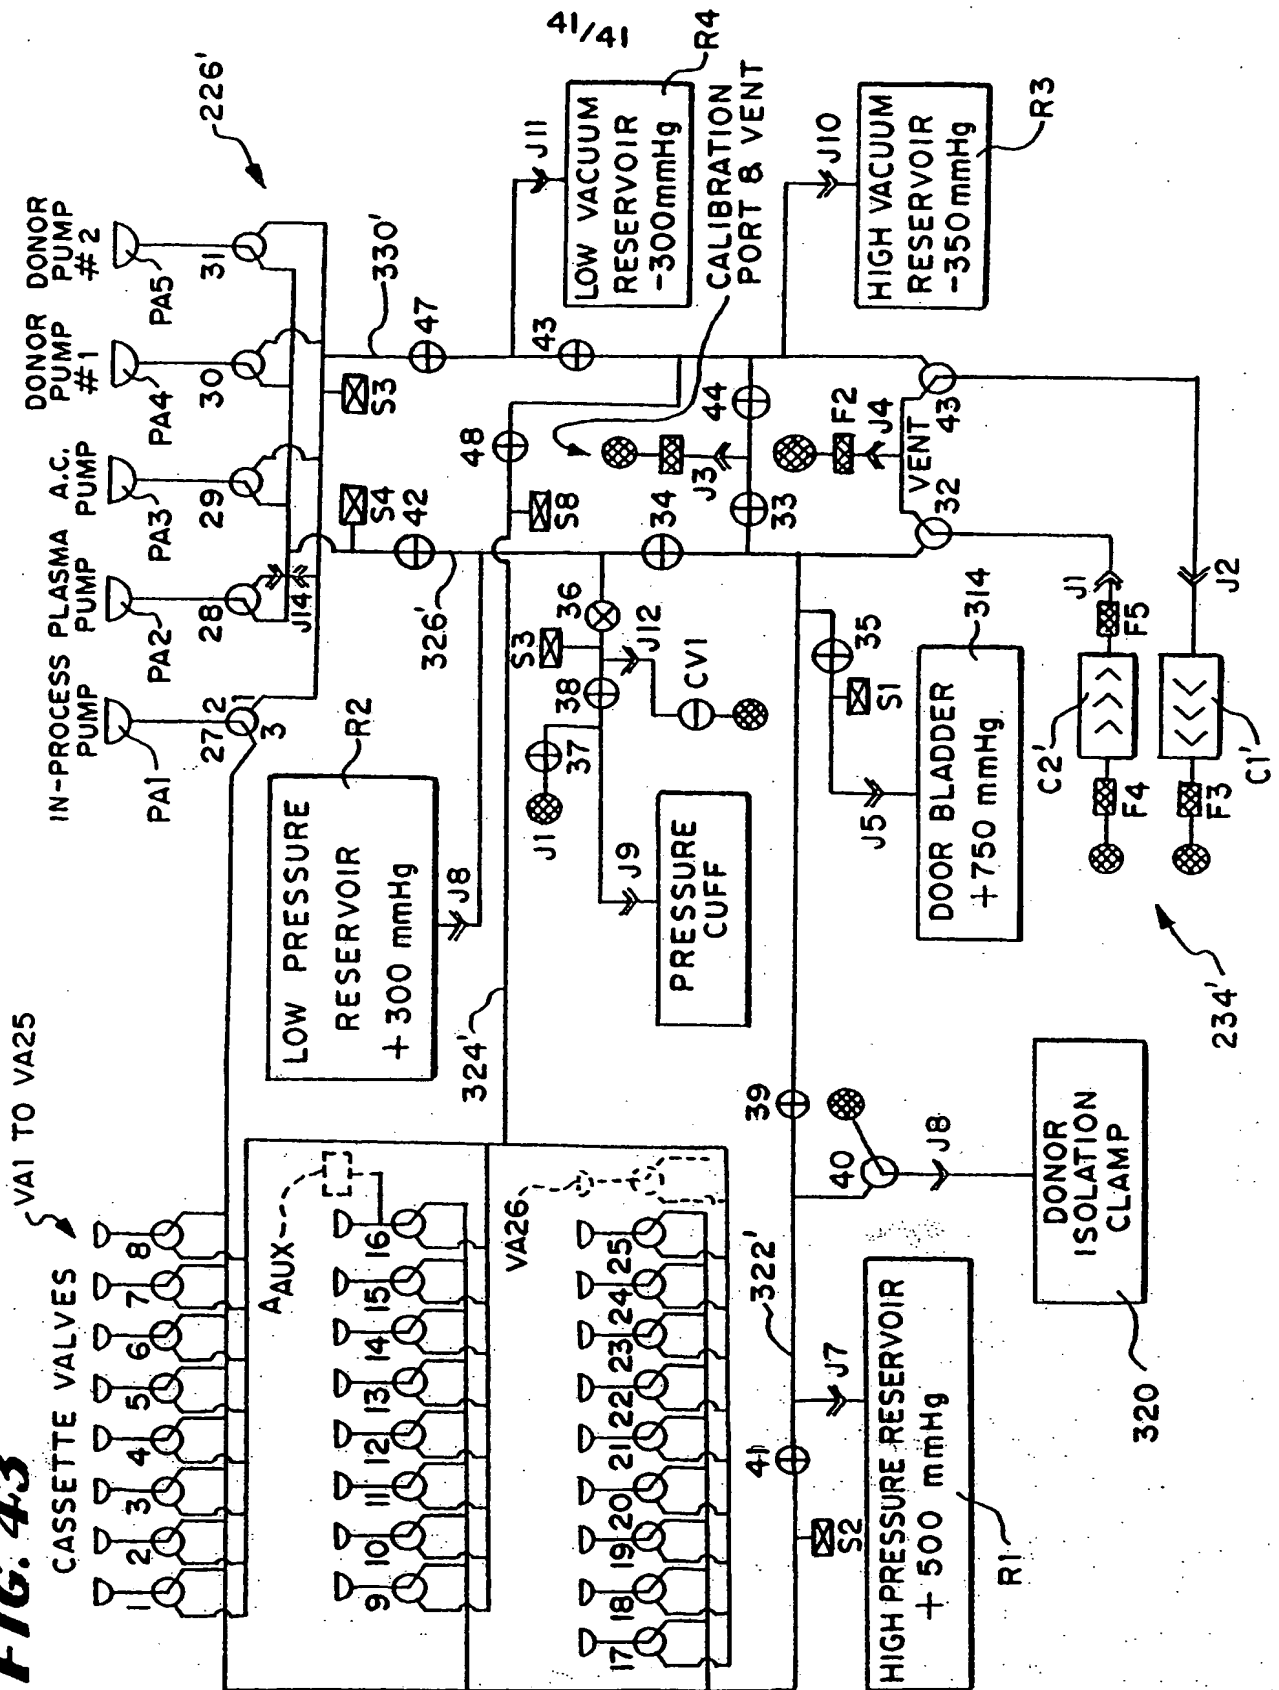 41/41
FIG. 43
VA1 TO VA25
CASSETTE VALVES
1
2
3
4
5
6
7
8
AAUX
9
10
11
12
13
14
15
16
VA26
17
18
19
20
21
22
23
24
25
IN-PROCESS
PUMP
PLASMA
PUMP
A.C.
PUMP
DONOR
PUMP
#1
DONOR
PUMP
#2
226'
PA1
PA2
PA3
PA4
PA5
27
2
1
3
28
29
30
31
J14
S4
S3
330'
42
47
326'
LOW PRESSURE
RESERVOIR
+300 mmHg
R2
J8
324'
J11
LOW VACUUM
RESERVOIR
-300mmHg
R4
43
48
S8
CALIBRATION
PORT & VENT
34
J3
33
44
J10
HIGH VACUUM
RESERVOIR
-350mmHg
R3
36
S3
38
J12
CV1
37
J1
J9
PRESSURE
CUFF
F2
J4
VENT
32
43
35
S1
J5
DOOR BLADDER
+750 mmHg
314
J1
F5
C2'
F4
J2
C1'
F3
234'
39
40
J8
DONOR
ISOLATION
CLAMP
320
322'
41
S2
J7
HIGH PRESSURE RESERVOIR
+ 500 mmHg
R1